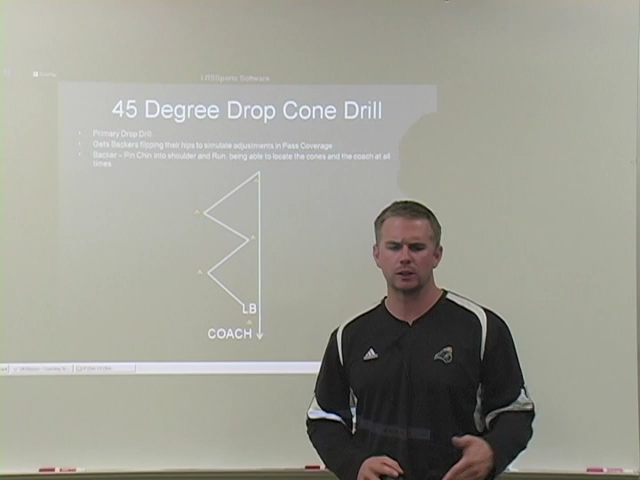 LRSSports Software
45 Degree Drop Cone Drill
• Primary Drop Drill
• Gets Backers flipping their hips to simulate adjustments in Pass Coverage
• Backer – Pin Chin into shoulder and Run, being able to locate the cones and the coach at all
times
LB
COACH